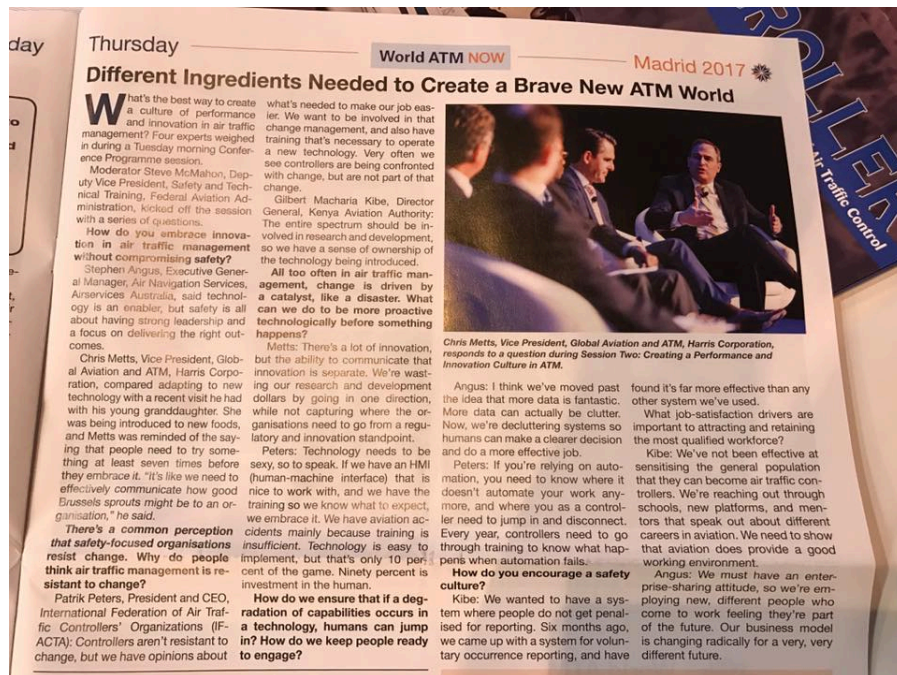 day
Thursday
World ATM NOW
Madrid 2017
Different Ingredients Needed to Create a Brave New ATM World
What's the best way to create
a culture of performance
and innovation in air traffic
management? Four experts weighed
in during a Tuesday morning Confer-
ence Programme session.
Moderator Steve McMahon, Dep-
uty Vice President, Safety and Tech-
nical Training, Federal Aviation Ad-
ministration, kicked off the session
with a series of questions.
How do you embrace innova-
tion in air traffic management
without compromising safety?
Stephen Angus, Executive Gener-
al Manager, Air Navigation Services,
Airservices Australia, said technol-
ogy is an enabler, but safety is all
about having strong leadership and
a focus on delivering the right out-
comes.
Chris Metts, Vice President, Glob-
al Aviation and ATM, Harris Corpo-
ration, compared adapting to new
technology with a recent visit he had
with his young granddaughter. She
was being introduced to new foods,
and Metts was reminded of the say-
ing that people need to try some-
thing at least seven times before
they embrace it. "It's like we need to
effectively communicate how good
Brussels sprouts might to an or-
ganisation," he said.
There's a common perception
that safety-focused organisations
resist change. Why do people
think air traffic management is re-
sistant to change?
Patrik Peters, President and CEO,
International Federation of Air Traf-
fic Controllers' Organizations (IF-
ACTA): Controllers aren't resistant to
change, but we have opinions about
what's needed to make our job eas-
ier. We want to be involved in that
change management, and also have
training that's necessary to operate
a new technology. Very often we
see controllers are being confronted
with change, but are not part of that
change.
Gilbert Macharia Kibe, Director
General, Kenya Aviation Authority:
The entire spectrum should be in-
volved in research and development,
so we have a sense of ownership of
the technology being introduced.
All too often in air traffic man-
agement, change is driven by
a catalyst, like a disaster. What
can we do to be more proactive
technologically before something
happens?
Metts: There's a lot of innovation,
but the ability to communicate that
innovation is separate. We're wast-
ing our research and development
dollars by going in one direction,
while not capturing where the or-
ganisations need to go from a regu-
latory and innovation standpoint.
Peters: Technology needs to be
sexy, so to speak. If we have an HMI
(human-machine interface) that is
nice to work with, and we have the
training so we know what to expect,
we embrace it. We have aviation ac-
cidents mainly because training is
insufficient. Technology is easy to
implement, but that's only 10 per
cent of the game. Ninety percent is
investment in the human.
How do we ensure that if a deg-
radation of capabilities occurs in
a technology, humans can jump
in? How do we keep people ready
to engage?
Chris Metts, Vice President, Global Aviation and ATM, Harris Corporation,
responds to a question during Session Two: Creating a Performance and
Innovation Culture in ATM.
Angus: I think we've moved past
the idea that more data is fantastic.
More data can actually be clutter.
Now, we're decluttering systems so
humans can make a clearer decision
and do a more effective job.
Peters: If you're relying on auto-
mation, you need to know where it
doesn't automate your work any-
more, and where you as a control-
ler need to jump in and disconnect.
Every year, controllers need to go
through training to know what hap-
pens when automation fails.
How do you encourage a safety
culture?
Kibe: We wanted to have a sys-
tem where people do not get penal-
ised for reporting. Six months ago,
we came up with a system for volun-
tary occurrence reporting, and have
found it's far more effective than any
other system we've used.
What job-satisfaction drivers are
important to attracting and retaining
the most qualified workforce?
Kibe: We've not been effective at
sensitising the general population
that they can become air traffic con-
trollers. We're reaching out through
schools, new platforms, and men-
tors that speak out about different
careers in aviation. We need to show
that aviation does provide a good
working environment.
Angus: We must have an enter-
prise-sharing attitude, so we're em-
ploying new, different people who
come to work feeling they're part
of the future. Our business model
is changing radically for a very, very
different future.
ROLLER
Air Traffic Control